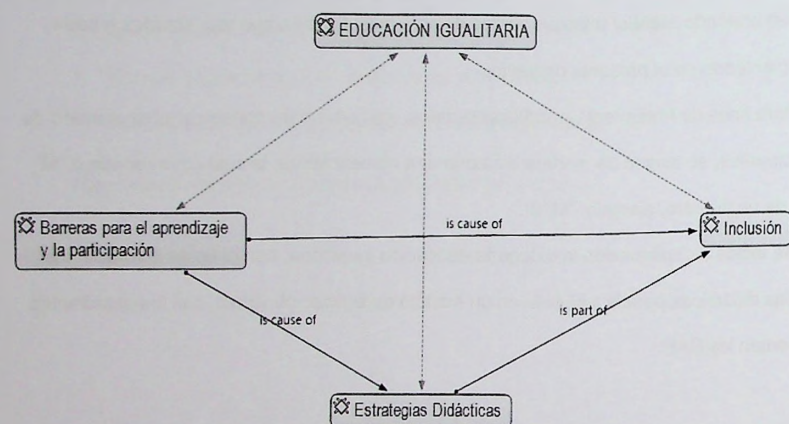 EDUCACIÓN IGUALITARIA
Barreras para el aprendizaje
y la participación
is cause of
Inclusión
is cause of
is part of
Estrategias Didácticas